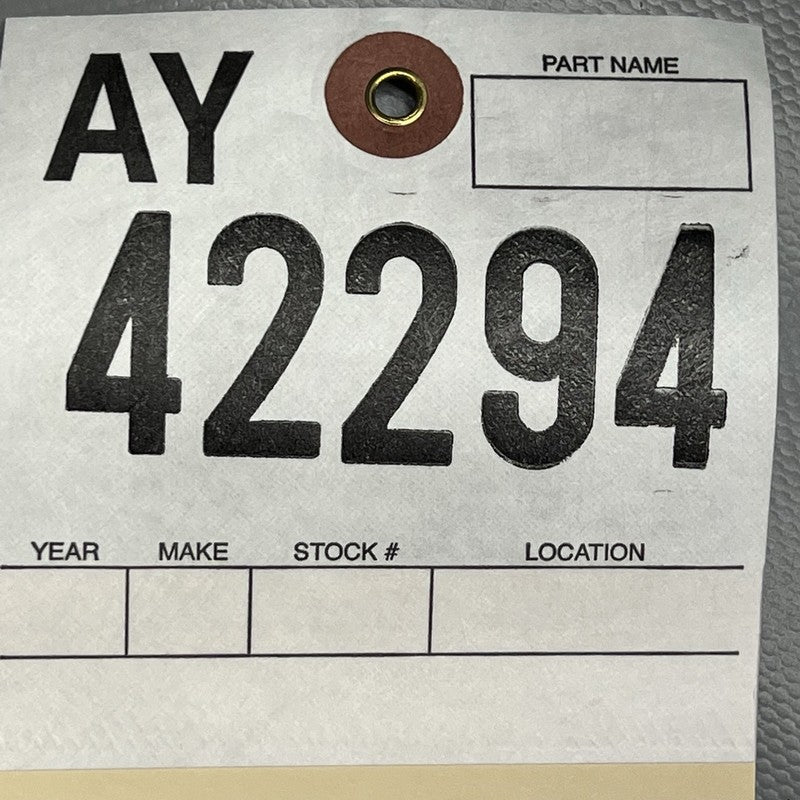 AY
PART NAME
42294
YEAR MAKE STOCK # LOCATION